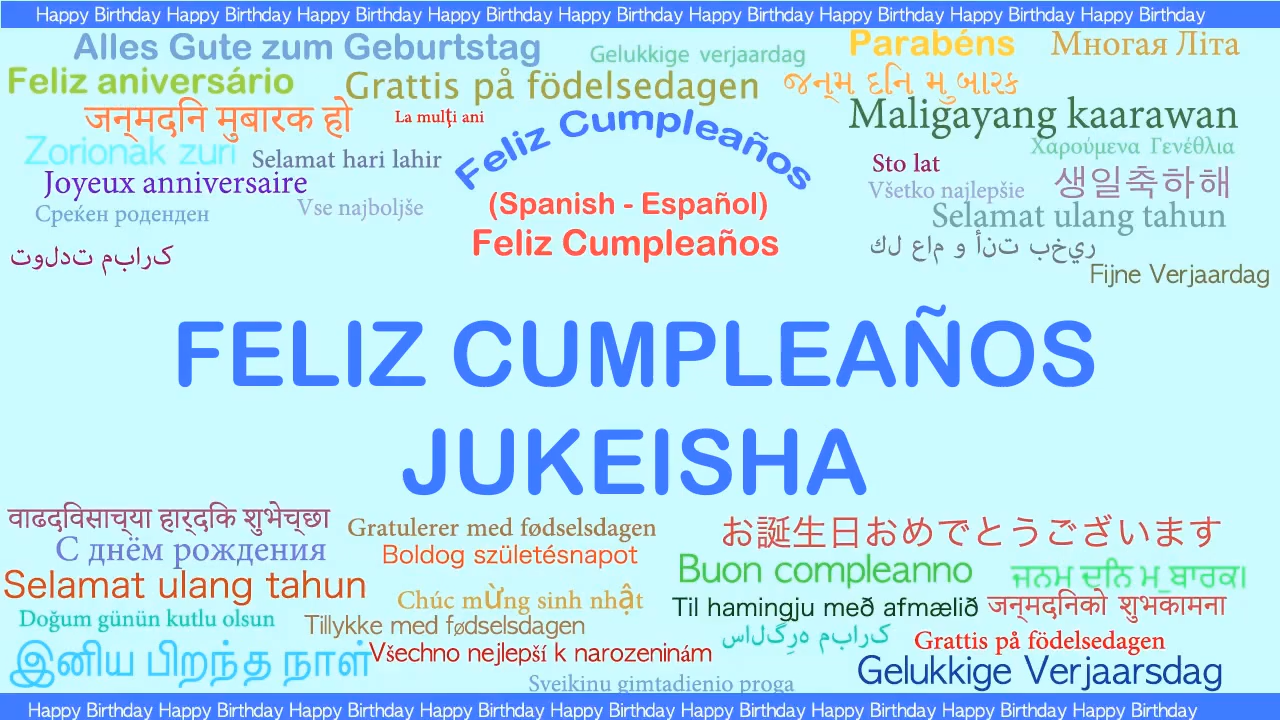 Happy Birthday Happy Birthday Happy Birthday Happy Birthday Happy Birthday Happy Birthday Happy Birthday Happy Birthday Happy Birthday
Alles Gute zum Geburtstag
Gelukkige verjaardag
Parabéns
Многая Літа
Feliz aniversário
Grattis på födelsedagen
જન્મ દિન મુબારક
जन्मदिन मुबारक हो
La mulţi ani
Feliz Cumpleaños
Maligayang kaarawan
Zorionak zuri
Selamat hari lahir
Sto lat
Χαρούμενα Γενέθλια
Joyeux anniversaire
(Spanish - Español)
Všetko najlepšie
생일축하해
Среќен роденден
Vse najboljše
Feliz Cumpleaños
Selamat ulang tahun
تولدت مبارک
كل عام و أنت بخير
Fijne Verjaardag
FELIZ CUMPLEAÑOS
JUKEISHA
वाढदिवसाच्या हार्दिक शुभेच्छा
Gratulerer med fødselsdagen
お誕生日おめでとうございます
С днём рождения
Boldog születésnapot
Buon compleanno
ਜਨਮ ਦਿਨ ਮੁਬਾਰਕ।
Selamat ulang tahun
Chúc mừng sinh nhật
Til hamingju með afmælið
जन्मदिनको शुभकामना
Doğum günün kutlu olsun
Tillykke med fødselsdagen
سالگرہ مبارک
Grattis på födelsedagen
இனிய பிறந்த நாள்
Všechno nejlepší k narozeninám
Gelukkige Verjaarsdag
Sveikinu gimtadienio proga
Happy Birthday Happy Birthday Happy Birthday Happy Birthday Happy Birthday Happy Birthday Happy Birthday Happy Birthday Happy Birthday